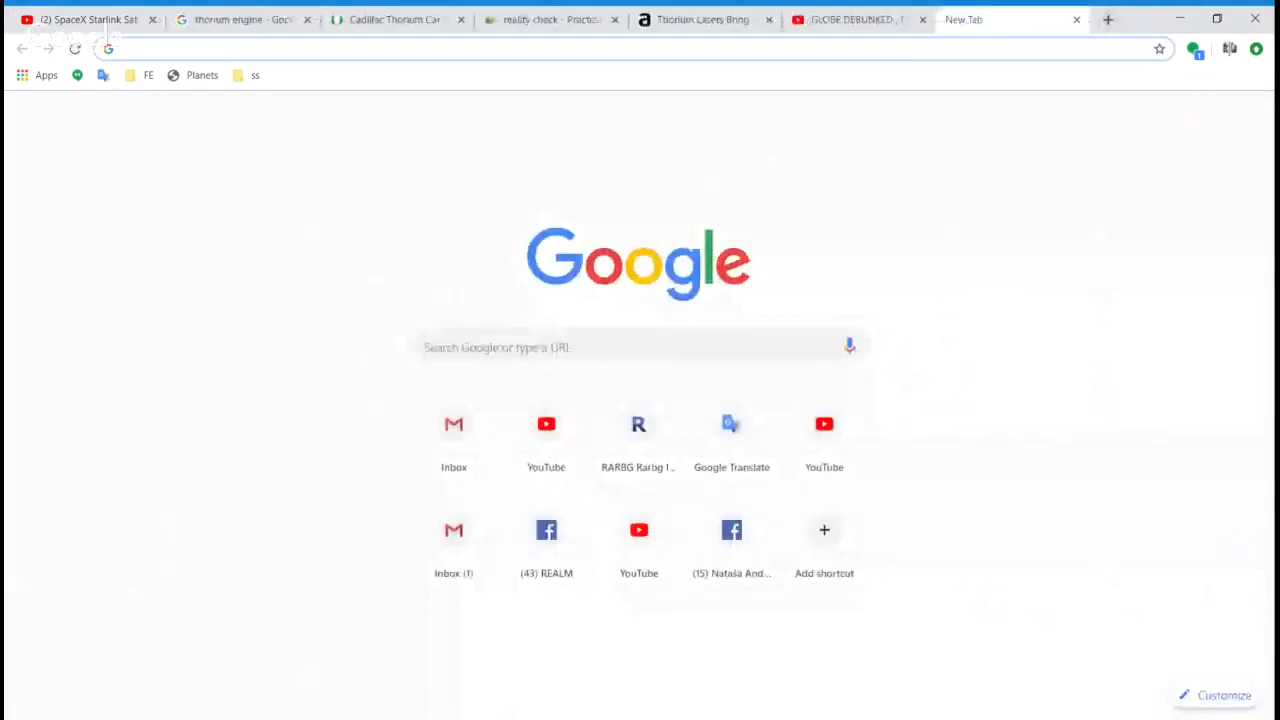 (2) SpaceX Starlink Sat
thorium engine - Goo
Cadillac Thorium Car
reality check - Practic
Thorium Lasers Bring
GLOBE DEBUNKED
New Tab
Google
Apps
FE
Planets
ss
Google
Search Google or type a URL
Inbox
YouTube
RARBG Rarbg
Google Translate
YouTube
Inbox (1)
(43) REALM
YouTube
(15) Nataša And...
Add shortcut
Customize